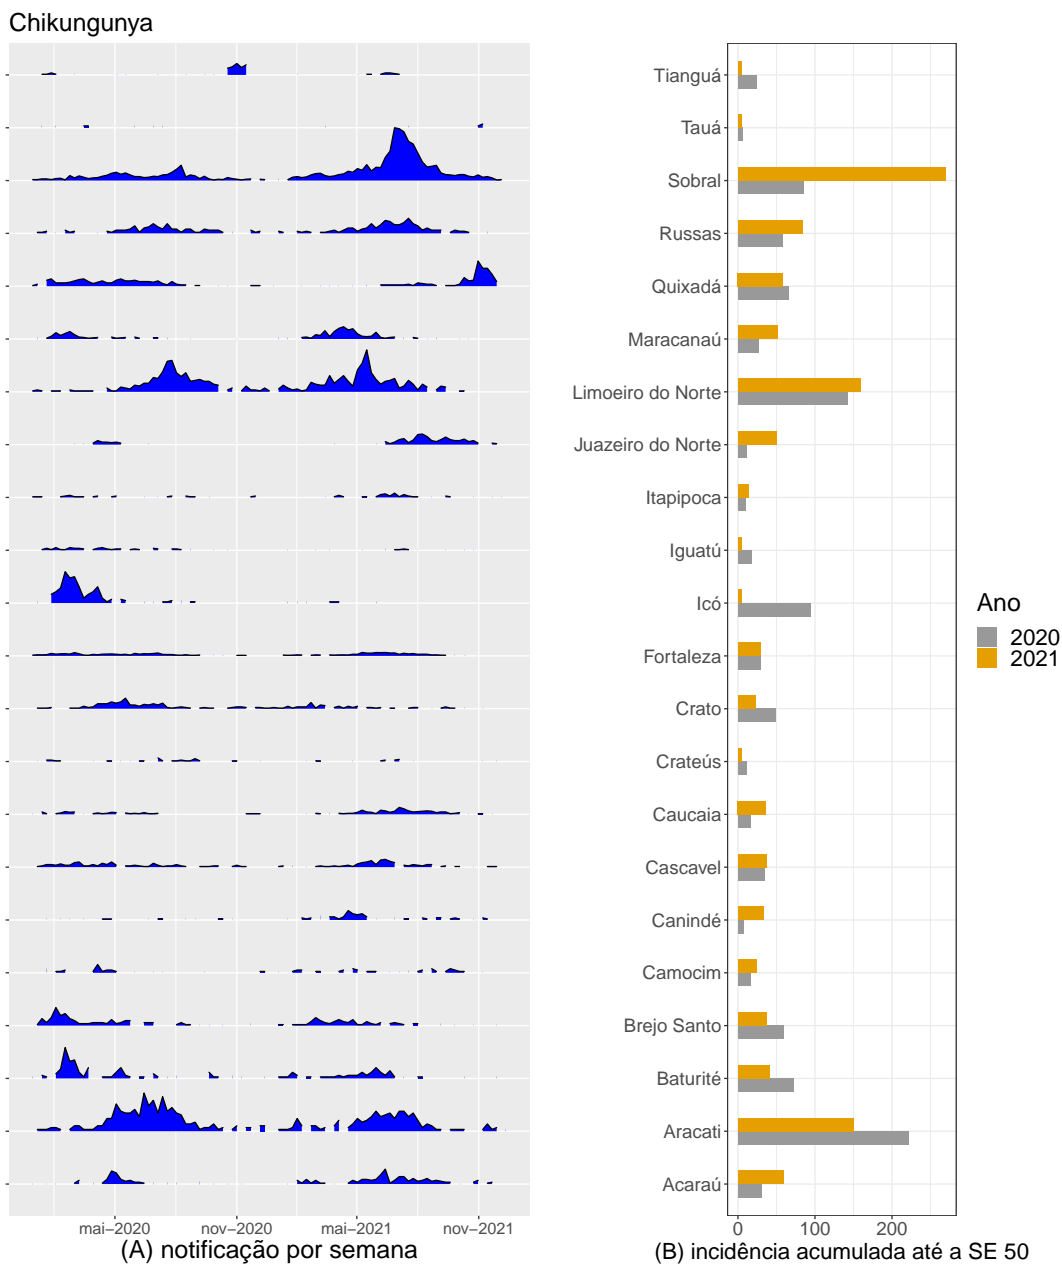 Chikungunya
Tianguá
Tauá
Sobral
Russas
Quixadá
Maracanaú
Limoeiro do Norte
Juazeiro do Norte
Itapipoca
Iguatú
Icó
Fortaleza
Crato
Crateús
Caucaia
Cascavel
Canindé
Camocim
Brejo Santo
Baturité
Aracati
Acaraú
Ano
2020
2021
mai–2020 nov–2020 mai–2021 nov–2021
(A) notificação por semana
0 100 200
(B) incidência acumulada até a SE 50